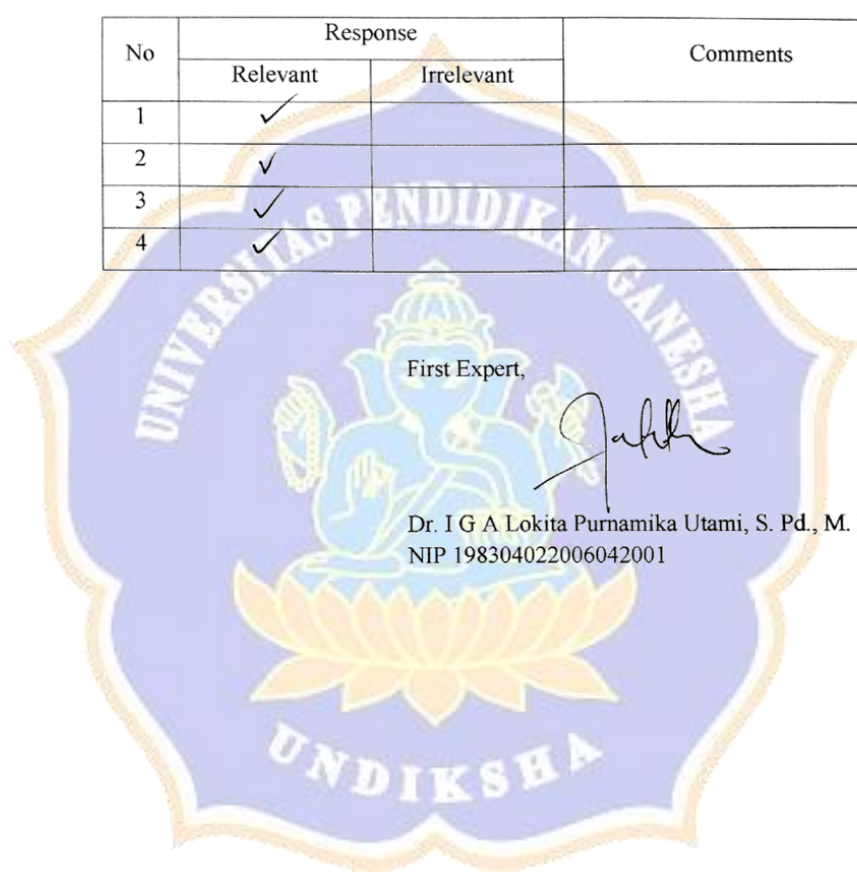 No Response Comments
Relevant Irrelevant
1 ✓
2 ✓
3 ✓
4 ✓
UNIVERSITAS PENDIDIKAN GANESHA
First Expert,
Dr. I G A Lokita Purnamika Utami, S. Pd., M.
NIP 198304022006042001
UNDIKSHA